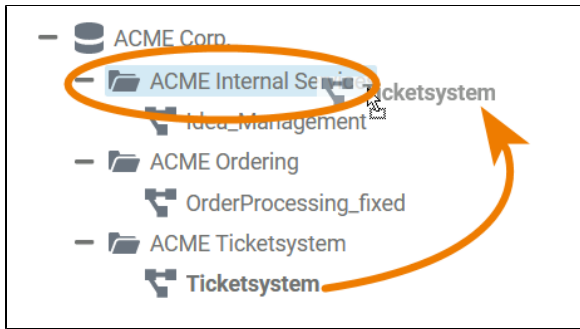 ACME Corp.
ACME Internal Se
Ticketsystem
Idea_Management
ACME Ordering
OrderProcessing_fixed
ACME Ticketsystem
Ticketsystem